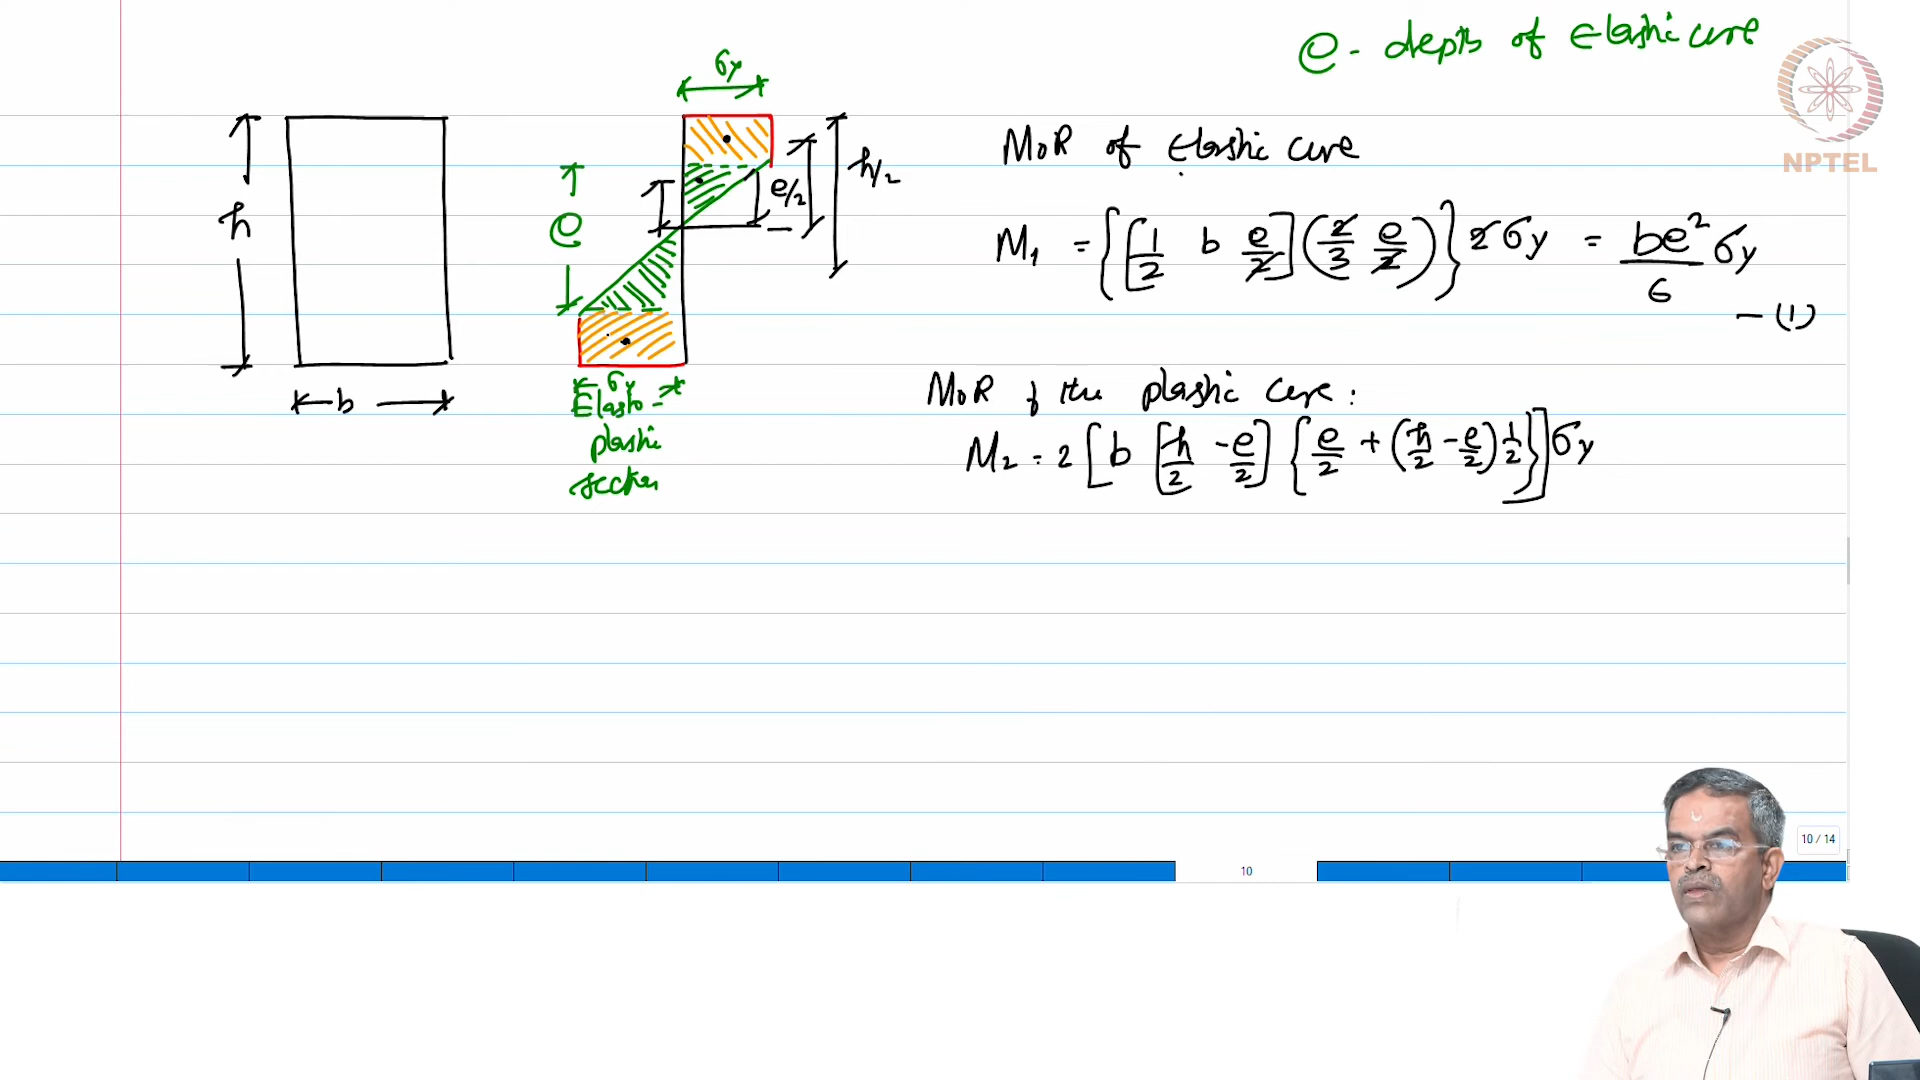 e - depth of Elastic core
NPTEL
σy
h
e
e/2
h/2
b
σy
Elasto-
plastic
section
MoR of Elastic core
M₁ = {[1/2 b e/2](2/3 e/2)} 2σy = be²/6 σy
— (1)
MoR of the plastic core:
M₂ = 2[b [h/2 - e/2] {e/2 + (h/2 - e/2) 1/2}] σy
10 / 14
10